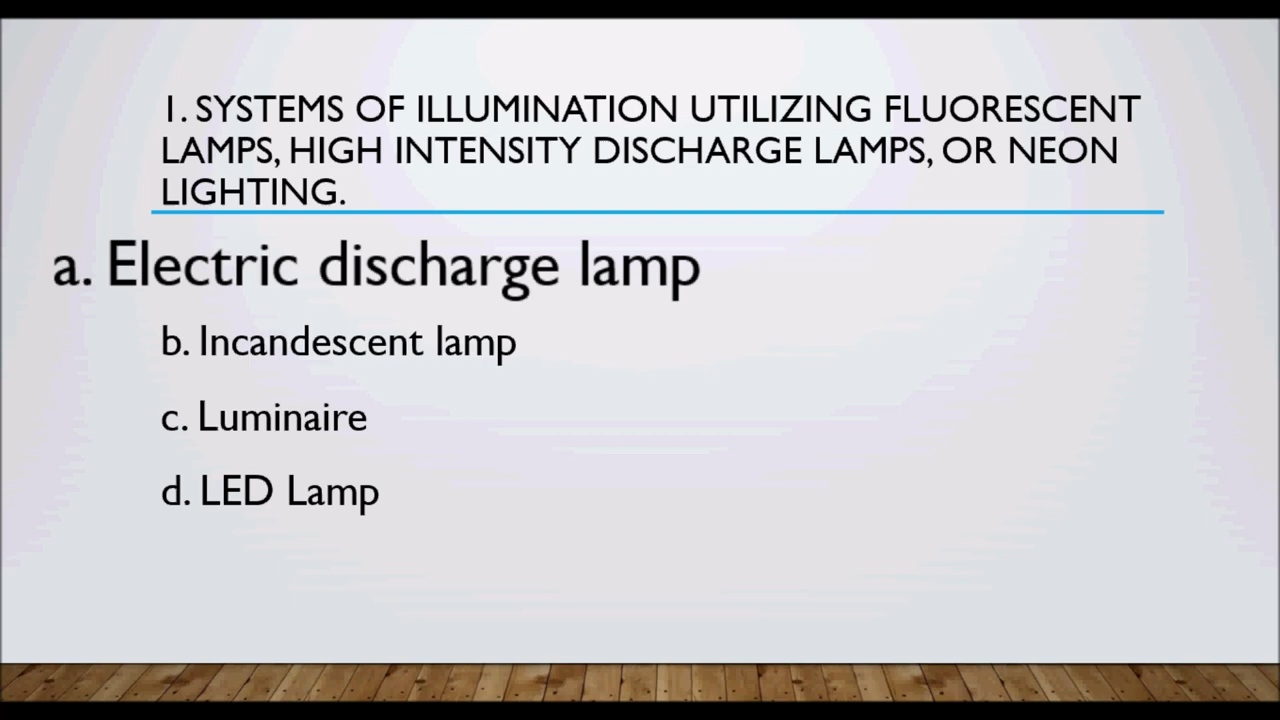 1. SYSTEMS OF ILLUMINATION UTILIZING FLUORESCENT
LAMPS, HIGH INTENSITY DISCHARGE LAMPS, OR NEON
LIGHTING.
a. Electric discharge lamp
b. Incandescent lamp
c. Luminaire
d. LED Lamp